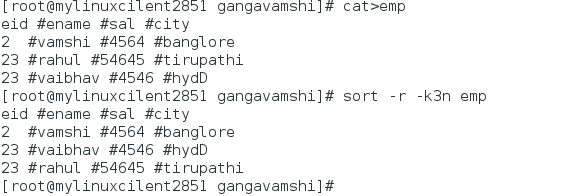 [root@mylinuxcilent2851 gangavamshi]# cat>emp
eid #ename #sal #city
2  #vamshi #4564 #banglore
23 #rahul #54645 #tirupathi
23 #vaibhav #4546 #hydD
[root@mylinuxcilent2851 gangavamshi]# sort -r -k3n emp
eid #ename #sal #city
2  #vamshi #4564 #banglore
23 #vaibhav #4546 #hydD
23 #rahul #54645 #tirupathi
[root@mylinuxcilent2851 gangavamshi]#